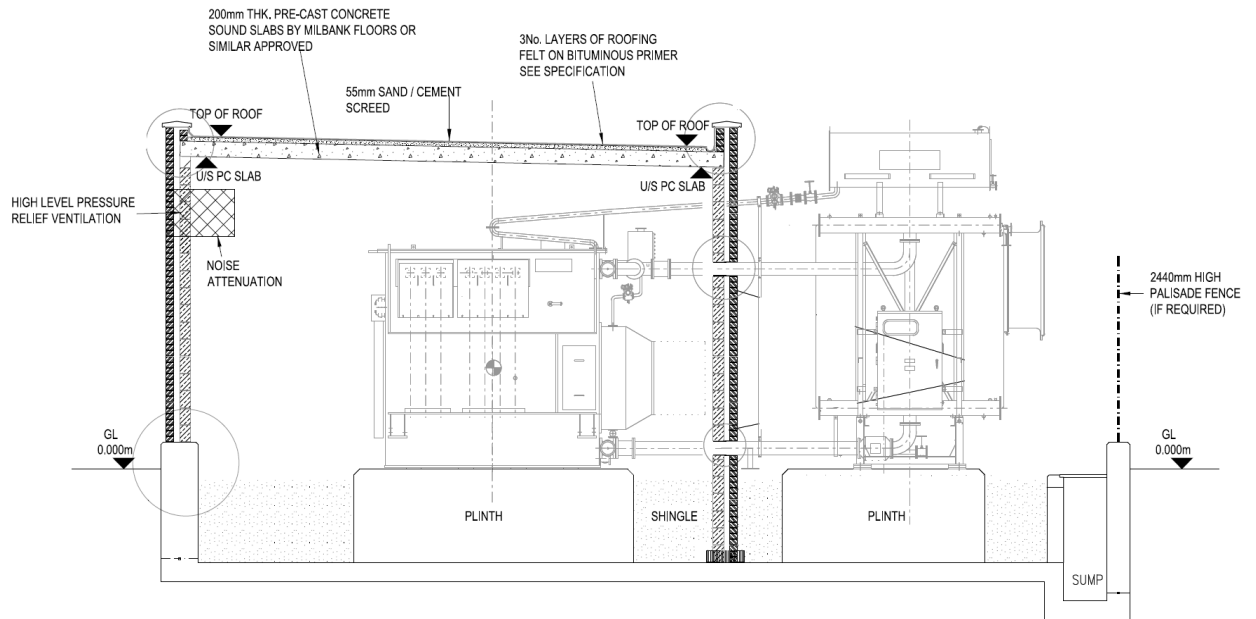 200mm THK, PRE-CAST CONCRETE
SOUND SLABS BY MILBANK FLOORS OR
SIMILAR APPROVED
3No. LAYERS OF ROOFING
FELT ON BITUMINOUS PRIMER
SEE SPECIFICATION
55mm SAND / CEMENT
SCREED
TOP OF ROOF
TOP OF ROOF
U/S PC SLAB
U/S PC SLAB
HIGH LEVEL PRESSURE
RELIEF VENTILATION
NOISE
ATTENUATION
2440mm HIGH
PALISADE FENCE
(IF REQUIRED)
GL
0.000m
GL
0.000m
PLINTH
SHINGLE
PLINTH
SUMP